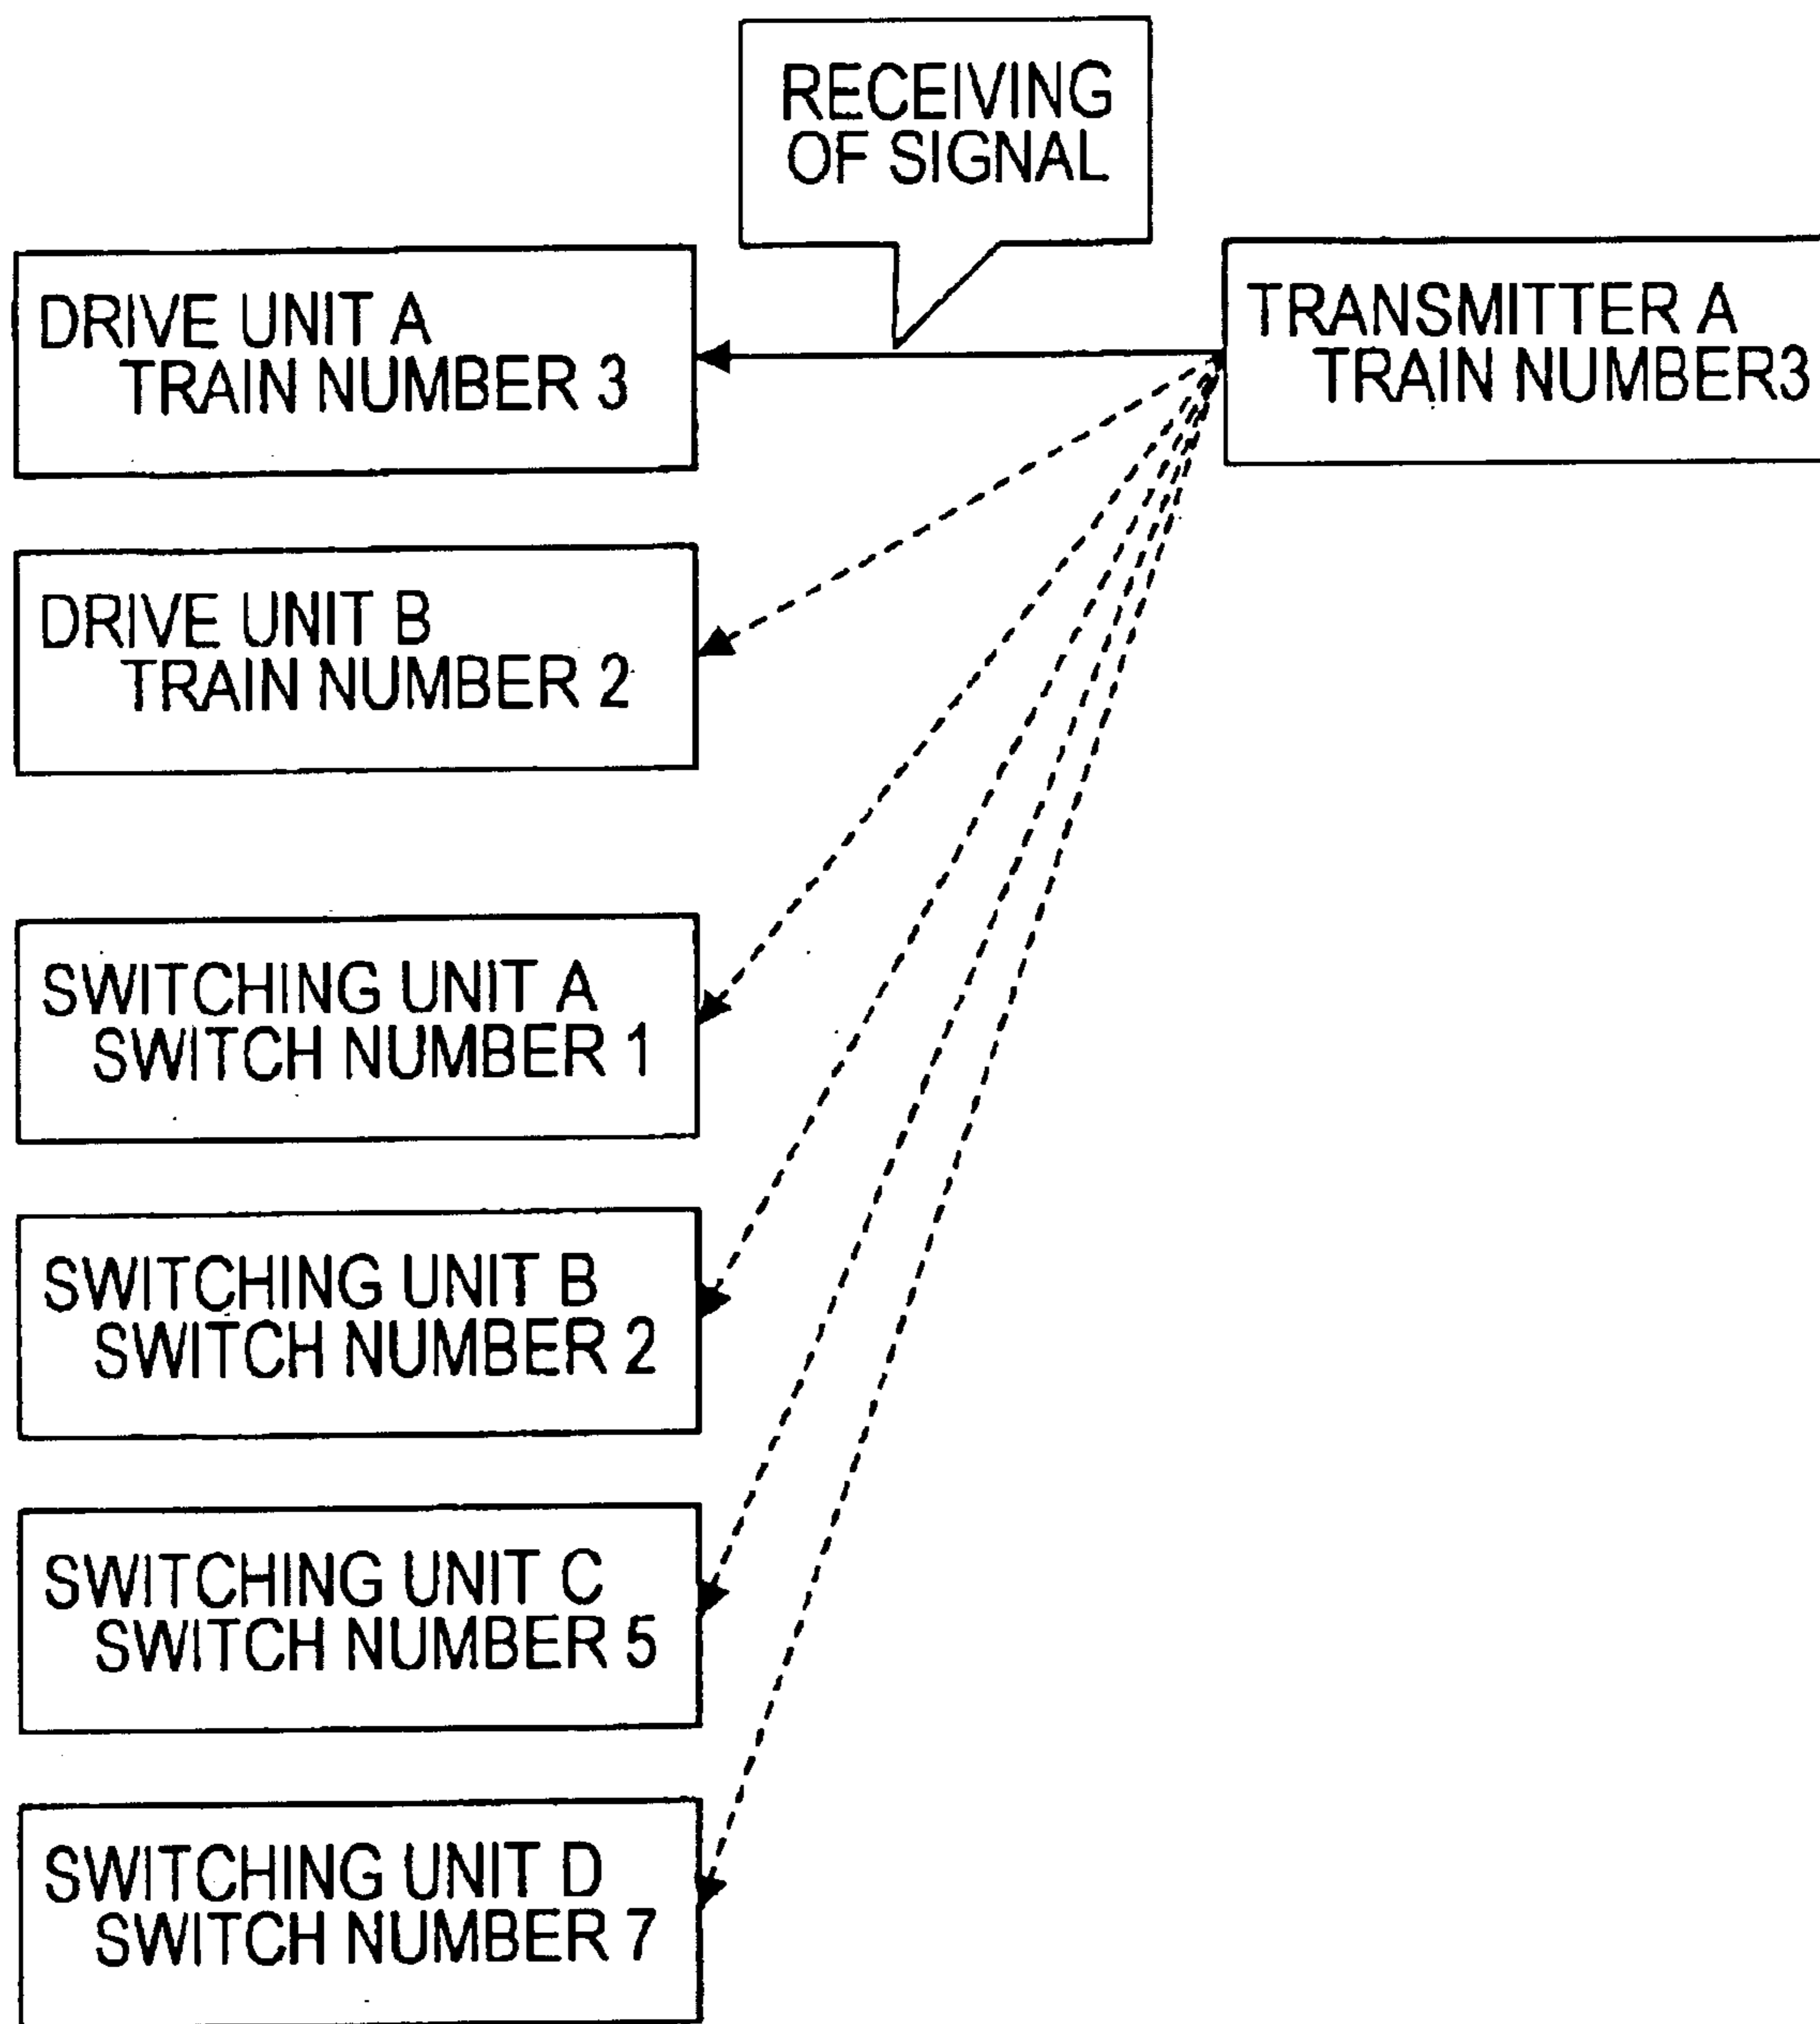 RECEIVING
OF SIGNAL
DRIVE UNIT A
TRAIN NUMBER 3
TRANSMITTER A
TRAIN NUMBER3
DRIVE UNIT B
TRAIN NUMBER 2
SWITCHING UNIT A
SWITCH NUMBER 1
SWITCHING UNIT B
SWITCH NUMBER 2
SWITCHING UNIT C
SWITCH NUMBER 5
SWITCHING UNIT D
SWITCH NUMBER 7